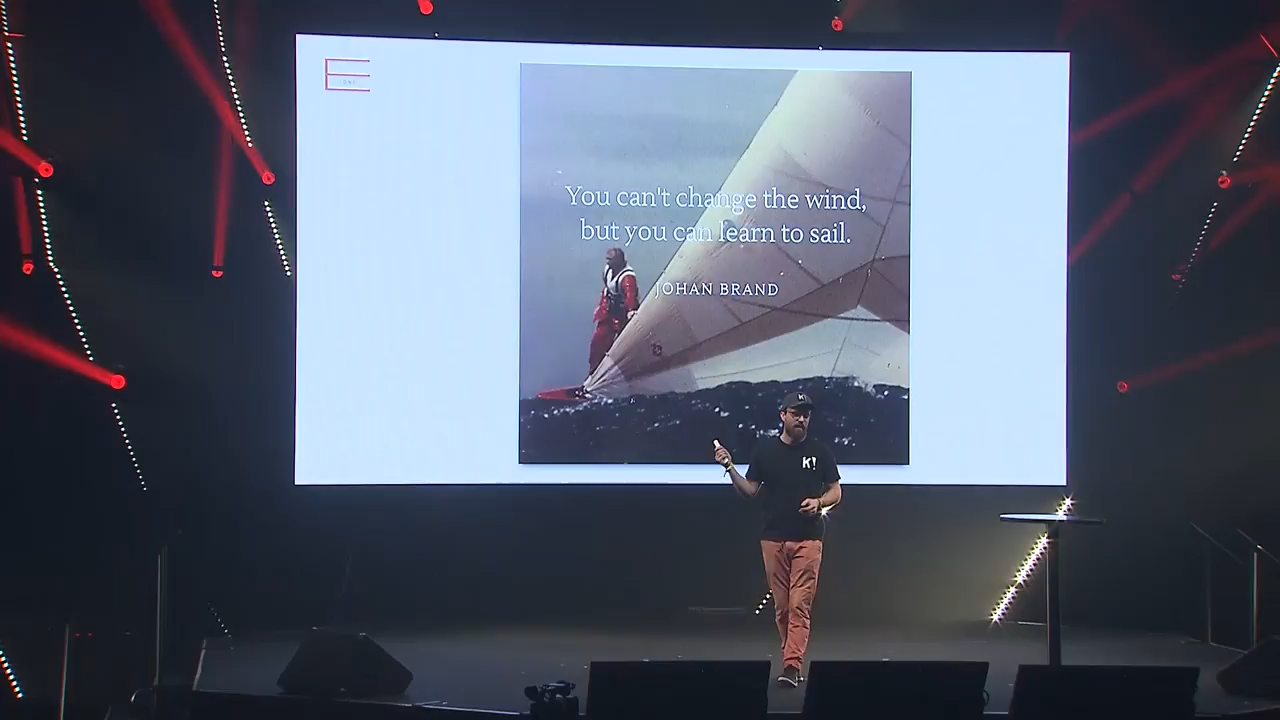 You can't change the wind,
but you can learn to sail.
JOHAN BRAND
K!
K!